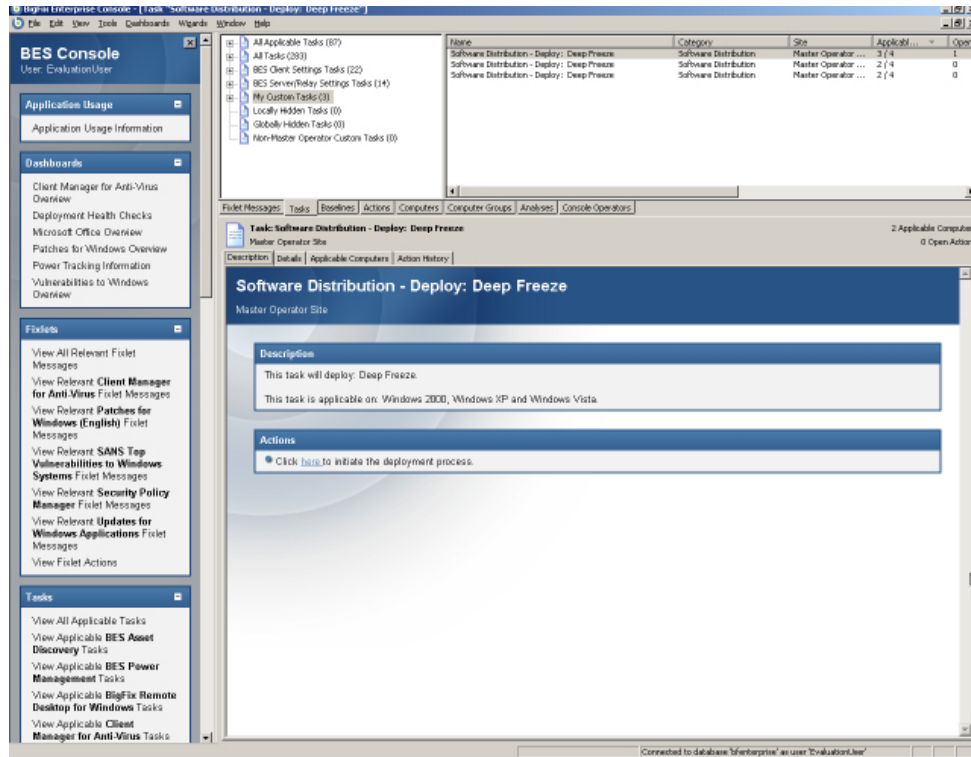 BigFix Enterprise Console - [Task "Software Distribution - Deploy: Deep Freeze"]
File Edit View Tools Dashboards Wizards Window Help
BES Console
User: EvaluationUser
Application Usage
Application Usage Information
Dashboards
Client Manager for Anti-Virus
Overview
Deployment Health Checks
Microsoft Office Overview
Patches for Windows Overview
Power Tracking Information
Vulnerabilities to Windows
Overview
Fixlets
View All Relevant Fixlet
Messages
View Relevant Client Manager
for Anti-Virus Fixlet Messages
View Relevant Patches for
Windows (English) Fixlet
Messages
View Relevant SANS Top
Vulnerabilities to Windows
Systems Fixlet Messages
View Relevant Security Policy
Manager Fixlet Messages
View Relevant Updates for
Windows Applications Fixlet
Messages
View Fixlet Actions
Tasks
View All Applicable Tasks
View Applicable BES Asset
Discovery Tasks
View Applicable BES Power
Management Tasks
View Applicable BigFix Remote
Desktop for Windows Tasks
View Applicable Client
Manager for Anti-Virus Tasks
All Applicable Tasks (87)
All Tasks (283)
BES Client Settings Tasks (22)
BES Server/Relay Settings Tasks (14)
My Custom Tasks (3)
Locally Hidden Tasks (0)
Globally Hidden Tasks (0)
Non-Master Operator Custom Tasks (0)
Name Category Site Applicabl... Oper
Software Distribution - Deploy: Deep Freeze Software Distribution Master Operator ... 3 / 4 1
Software Distribution - Deploy: Deep Freeze Software Distribution Master Operator ... 2 / 4 0
Software Distribution - Deploy: Deep Freeze Software Distribution Master Operator ... 2 / 4 0
Fixlet Messages Tasks Baselines Actions Computers Computer Groups Analyses Console Operators
Task: Software Distribution - Deploy: Deep Freeze 2 Applicable Computer
Master Operator Site 0 Open Action
Description Details Applicable Computers Action History
Software Distribution - Deploy: Deep Freeze
Master Operator Site
Description
This task will deploy: Deep Freeze.
This task is applicable on: Windows 2000, Windows XP and Windows Vista.
Actions
Click here to initiate the deployment process.
Connected to database 'bfenterprise' as user 'EvaluationUser'